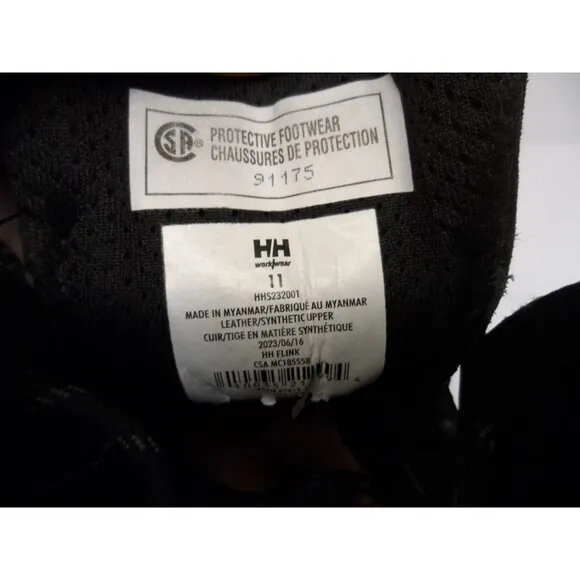 CSA®
PROTECTIVE FOOTWEAR
CHAUSSURES DE PROTECTION
91175
HH
workwear
11
HHS232001
MADE IN MYANMAR/FABRIQUÉ AU MYANMAR
LEATHER/SYNTHETIC UPPER
CUIR/TIGE EN MATIÈRE SYNTHÉTIQUE
2023/06/16
HH FLINK
CSA MC185558